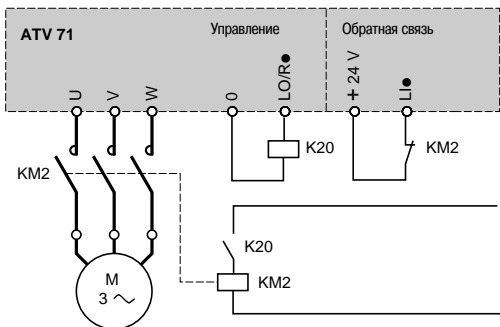 ATV 71
Управление
Обратная связь
U
V
W
0
LO/R●
+ 24 V
LI●
KM2
K20
KM2
K20
KM2
M
3 ～